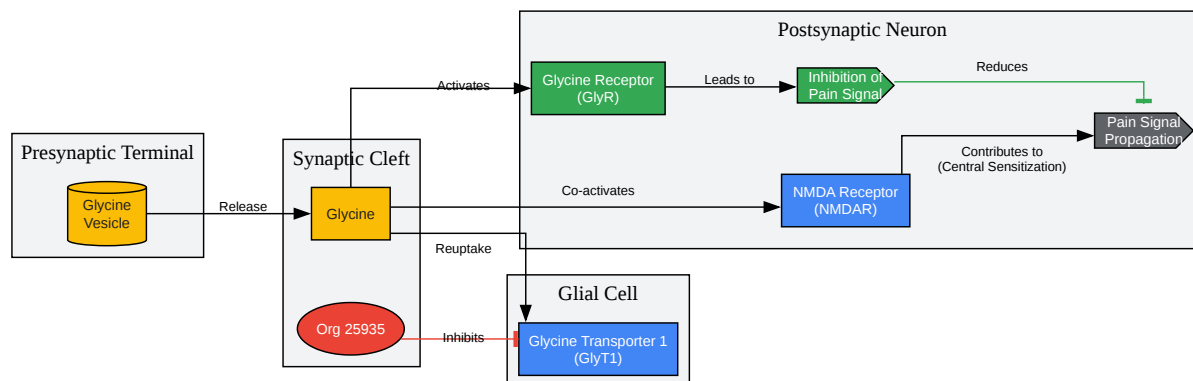 Postsynaptic Neuron
Glycine Receptor
(GlyR)
Leads to
Inhibition of
Pain Signal
Reduces
Activates
Pain Signal
Propagation
Contributes to
(Central Sensitization)
Presynaptic Terminal
Glycine
Vesicle
Release
Synaptic Cleft
Glycine
Co-activates
NMDA Receptor
(NMDAR)
Reuptake
Glial Cell
Org 25935
Inhibits
Glycine Transporter 1
(GlyT1)